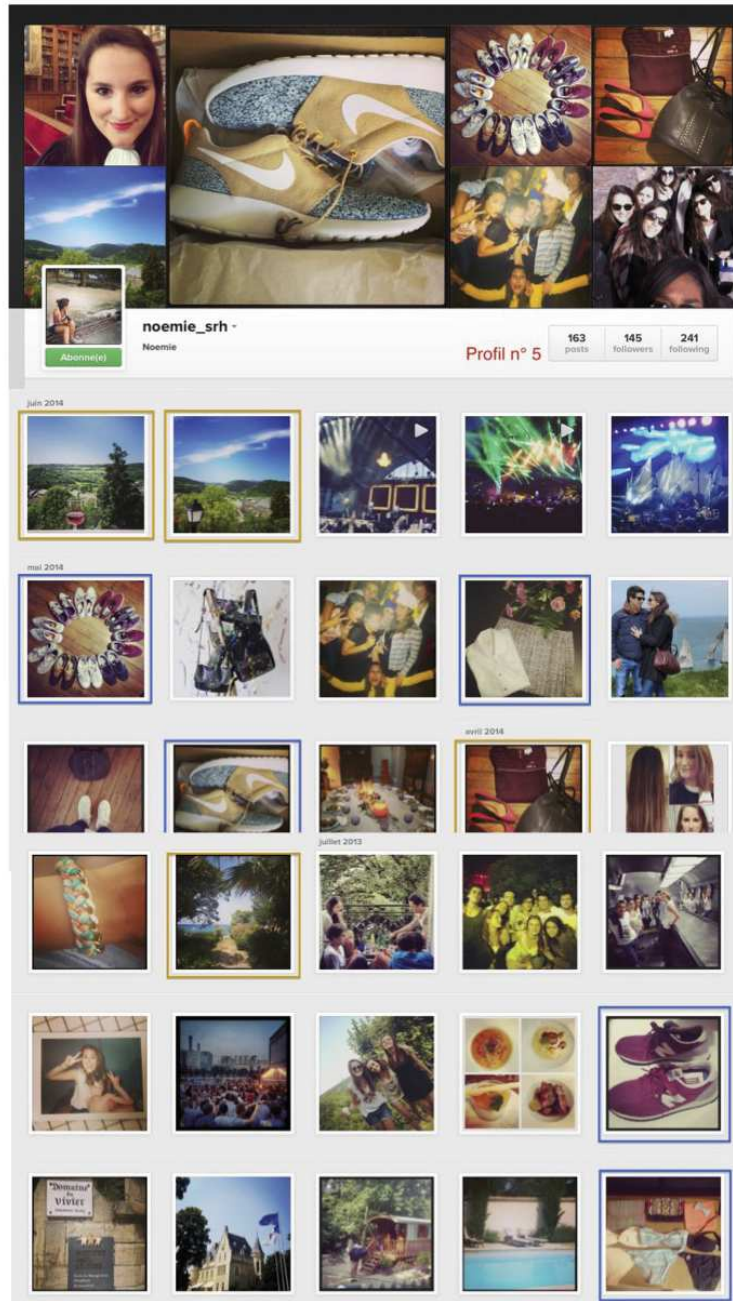 noemie_srh
Noemie
Abonne(e)
Profil n° 5
163 posts
145 followers
241 following
juin 2014
mai 2014
avril 2014
juillet 2013
"Domaine"
du
vivier